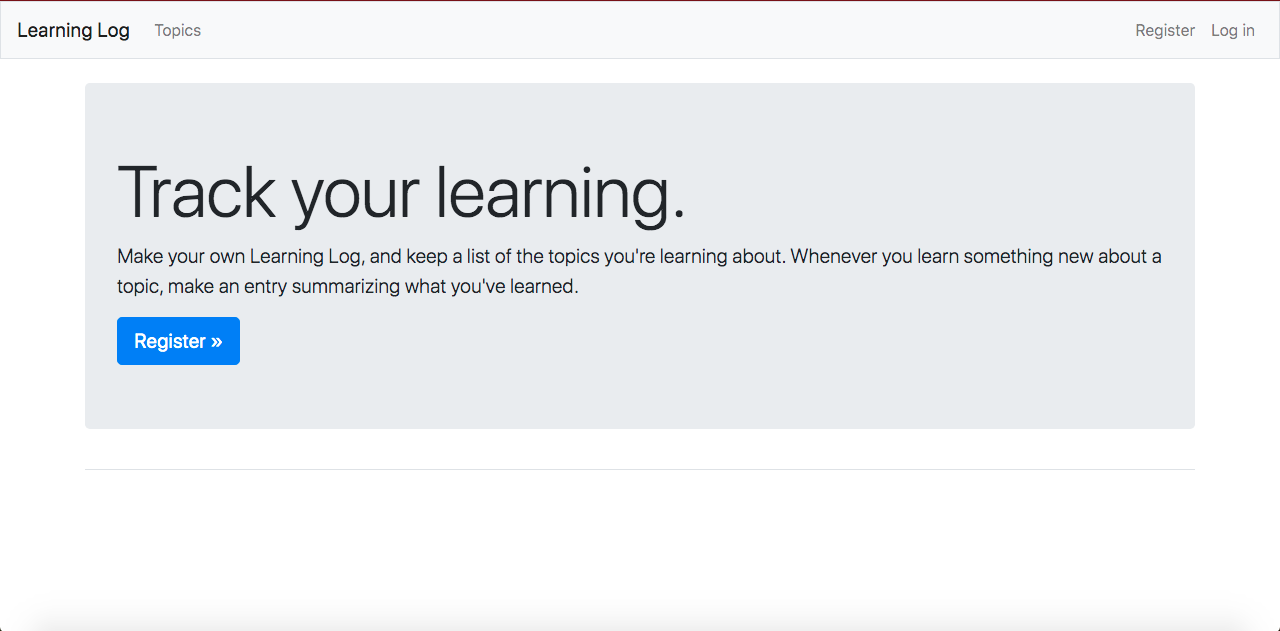 Learning Log Topics Register Log in
Track your learning.
Make your own Learning Log, and keep a list of the topics you're learning about. Whenever you learn something new about a
topic, make an entry summarizing what you've learned.
Register »